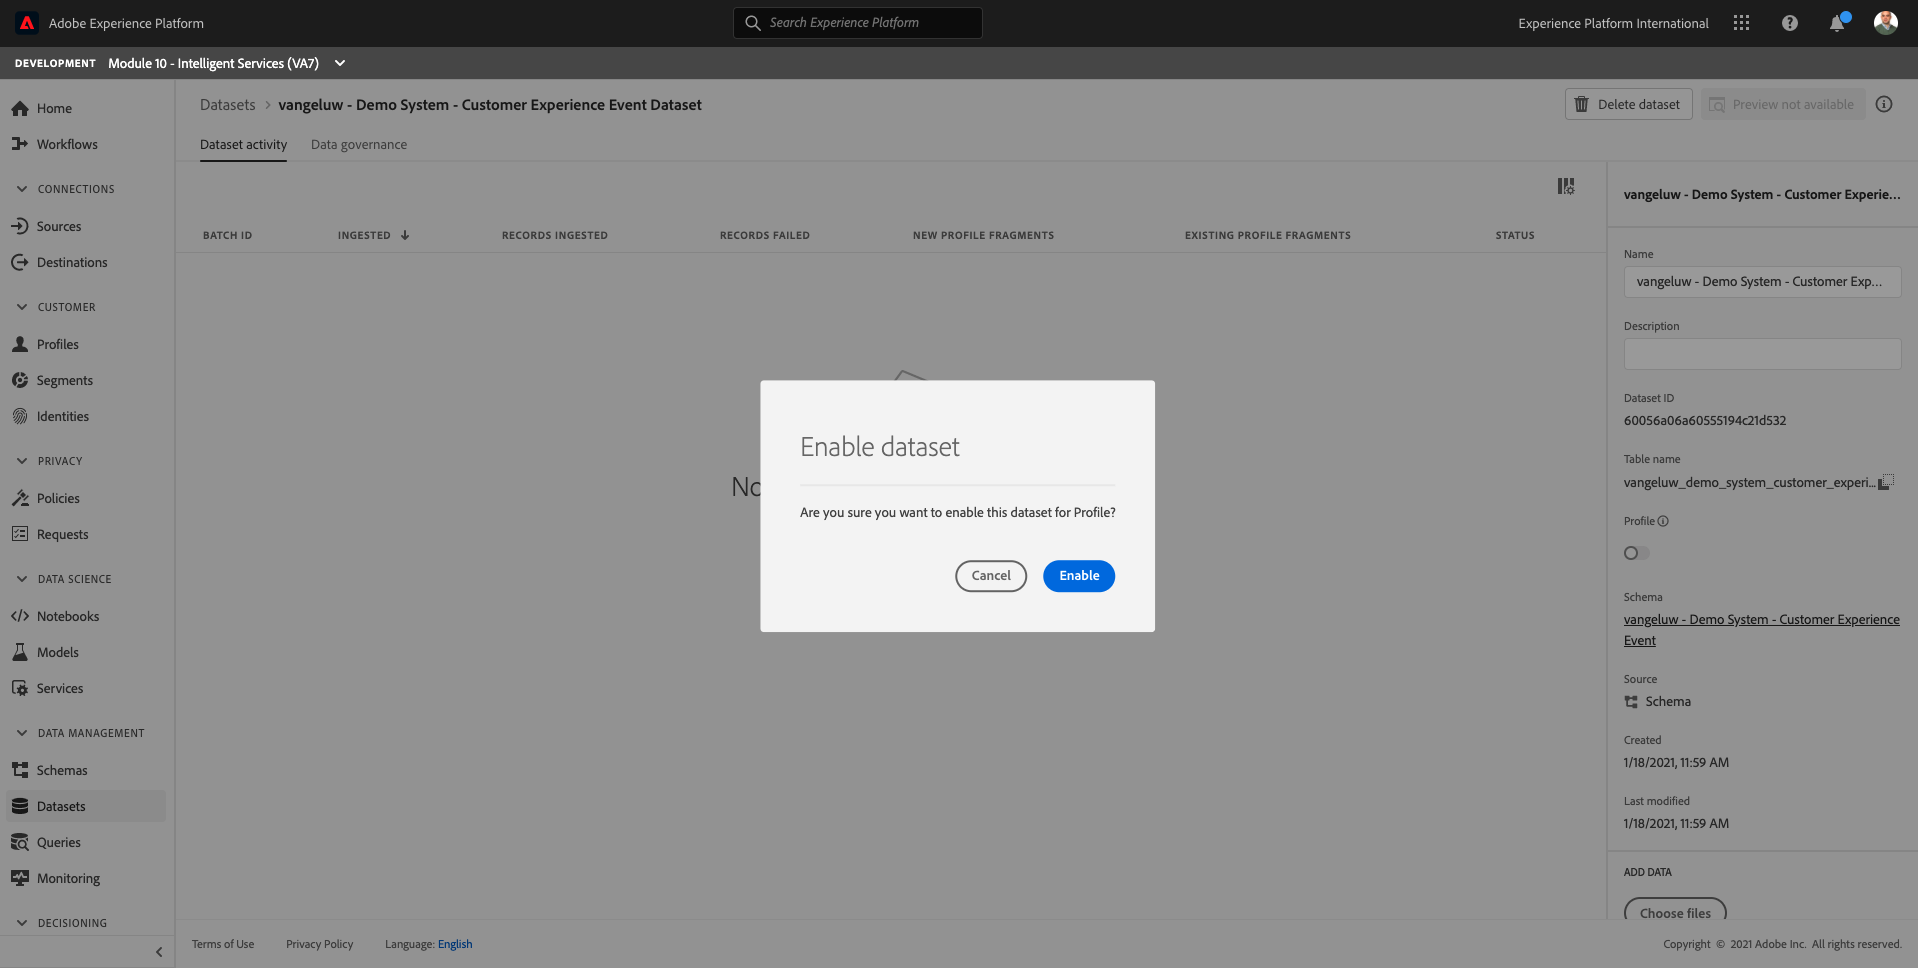 Adobe Experience Platform
Search Experience Platform
Experience Platform International
DEVELOPMENT Module 10 - Intelligent Services (VA7)
Home
Workflows
CONNECTIONS
Sources
Destinations
CUSTOMER
Profiles
Segments
Identities
PRIVACY
Policies
Requests
DATA SCIENCE
Notebooks
Models
Services
DATA MANAGEMENT
Schemas
Datasets
Queries
Monitoring
DECISIONING
Datasets > vangeluw - Demo System - Customer Experience Event Dataset
Delete dataset
Preview not available
Dataset activity
Data governance
BATCH ID
INGESTED
RECORDS INGESTED
RECORDS FAILED
NEW PROFILE FRAGMENTS
EXISTING PROFILE FRAGMENTS
STATUS
No
Enable dataset
Are you sure you want to enable this dataset for Profile?
Cancel
Enable
vangeluw - Demo System - Customer Experie...
Name
vangeluw - Demo System - Customer Exp...
Description
Dataset ID
60056a06a60555194c21d532
Table name
vangeluw_demo_system_customer_experi...
Profile
Schema
vangeluw - Demo System - Customer Experience
Event
Source
Schema
Created
1/18/2021, 11:59 AM
Last modified
1/18/2021, 11:59 AM
ADD DATA
Choose files
Terms of Use
Privacy Policy
Language: English
Copyright © 2021 Adobe Inc. All rights reserved.